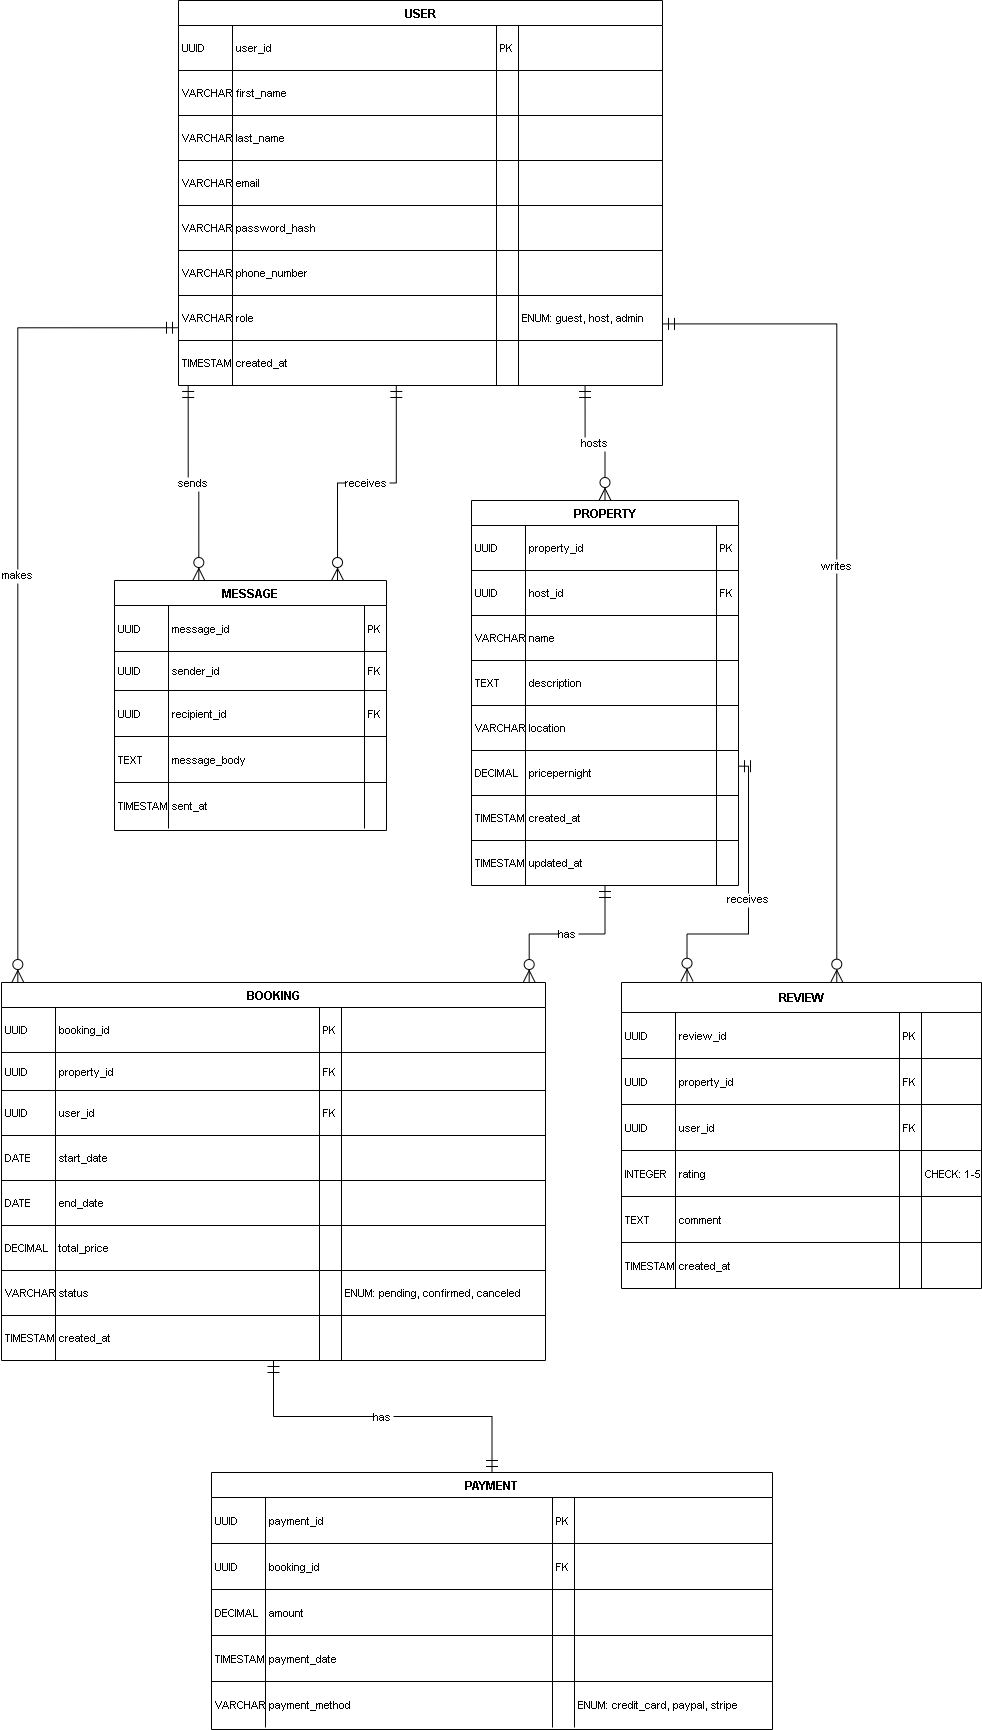 USER
UUID user_id PK
VARCHAR first_name
VARCHAR last_name
VARCHAR email
VARCHAR password_hash
VARCHAR phone_number
VARCHAR role ENUM: guest, host, admin
TIMESTAM created_at
hosts
sends
receives
PROPERTY
UUID property_id PK
UUID host_id FK
VARCHAR name
TEXT description
VARCHAR location
DECIMAL pricepernight
TIMESTAM created_at
TIMESTAM updated_at
writes
makes
MESSAGE
UUID message_id PK
UUID sender_id FK
UUID recipient_id FK
TEXT message_body
TIMESTAM sent_at
receives
has
BOOKING
UUID booking_id PK
UUID property_id FK
UUID user_id FK
DATE start_date
DATE end_date
DECIMAL total_price
VARCHAR status ENUM: pending, confirmed, canceled
TIMESTAM created_at
REVIEW
UUID review_id PK
UUID property_id FK
UUID user_id FK
INTEGER rating CHECK: 1-5
TEXT comment
TIMESTAM created_at
has
PAYMENT
UUID payment_id PK
UUID booking_id FK
DECIMAL amount
TIMESTAM payment_date
VARCHAR payment_method ENUM: credit_card, paypal, stripe